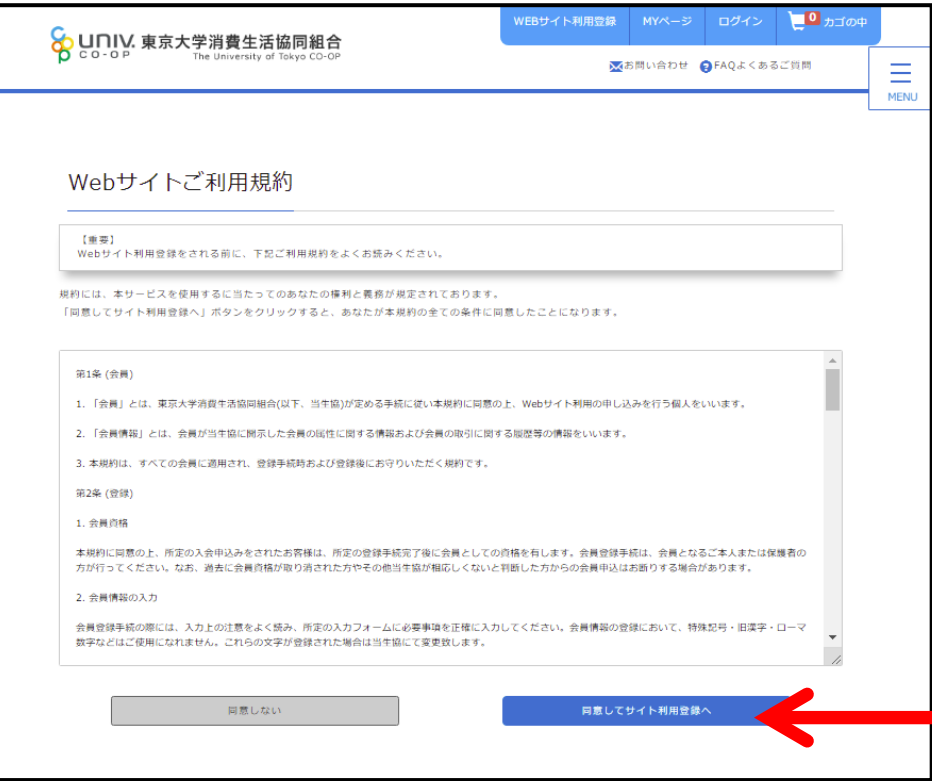 WEBサイト利用登録 MYページ ログイン 0 カゴの中
UNIV. CO-OP 東京大学消費生活協同組合
The University of Tokyo CO-OP
お問い合わせ ?FAQよくあるご質問
MENU
Webサイトご利用規約
【重要】
Webサイト利用登録をされる前に、下記ご利用規約をよくお読みください。
規約には、本サービスを使用するに当たってのあなたの権利と義務が規定されております。
「同意してサイト利用登録へ」ボタンをクリックすると、あなたが本規約の全ての条件に同意したことになります。
第1条 (会員)
1. 「会員」とは、東京大学消費生活協同組合(以下、当生協)が定める手続に従い本規約に同意の上、Webサイト利用の申し込みを行う個人をいいます。
2. 「会員情報」とは、会員が当生協に開示した会員の属性に関する情報および会員の取引に関する履歴等の情報をいいます。
3. 本規約は、すべての会員に適用され、登録手続時および登録後にお守りいただく規約です。
第2条 (登録)
1. 会員資格
本規約に同意の上、所定の入会申込みをされたお客様は、所定の登録手続完了後に会員としての資格を有します。会員登録手続は、会員となるご本人または保護者の
方が行ってください。なお、過去に会員資格が取り消された方やその他当生協が相応しくないと判断した方からの会員申込はお断りする場合があります。
2. 会員情報の入力
会員登録手続の際には、入力上の注意をよく読み、所定の入力フォームに必要事項を正確に入力してください。会員情報の登録において、特殊記号・旧漢字・ローマ
数字などはご使用になれません。これらの文字が登録された場合は当生協にて変更致します。
同意しない 同意してサイト利用登録へ